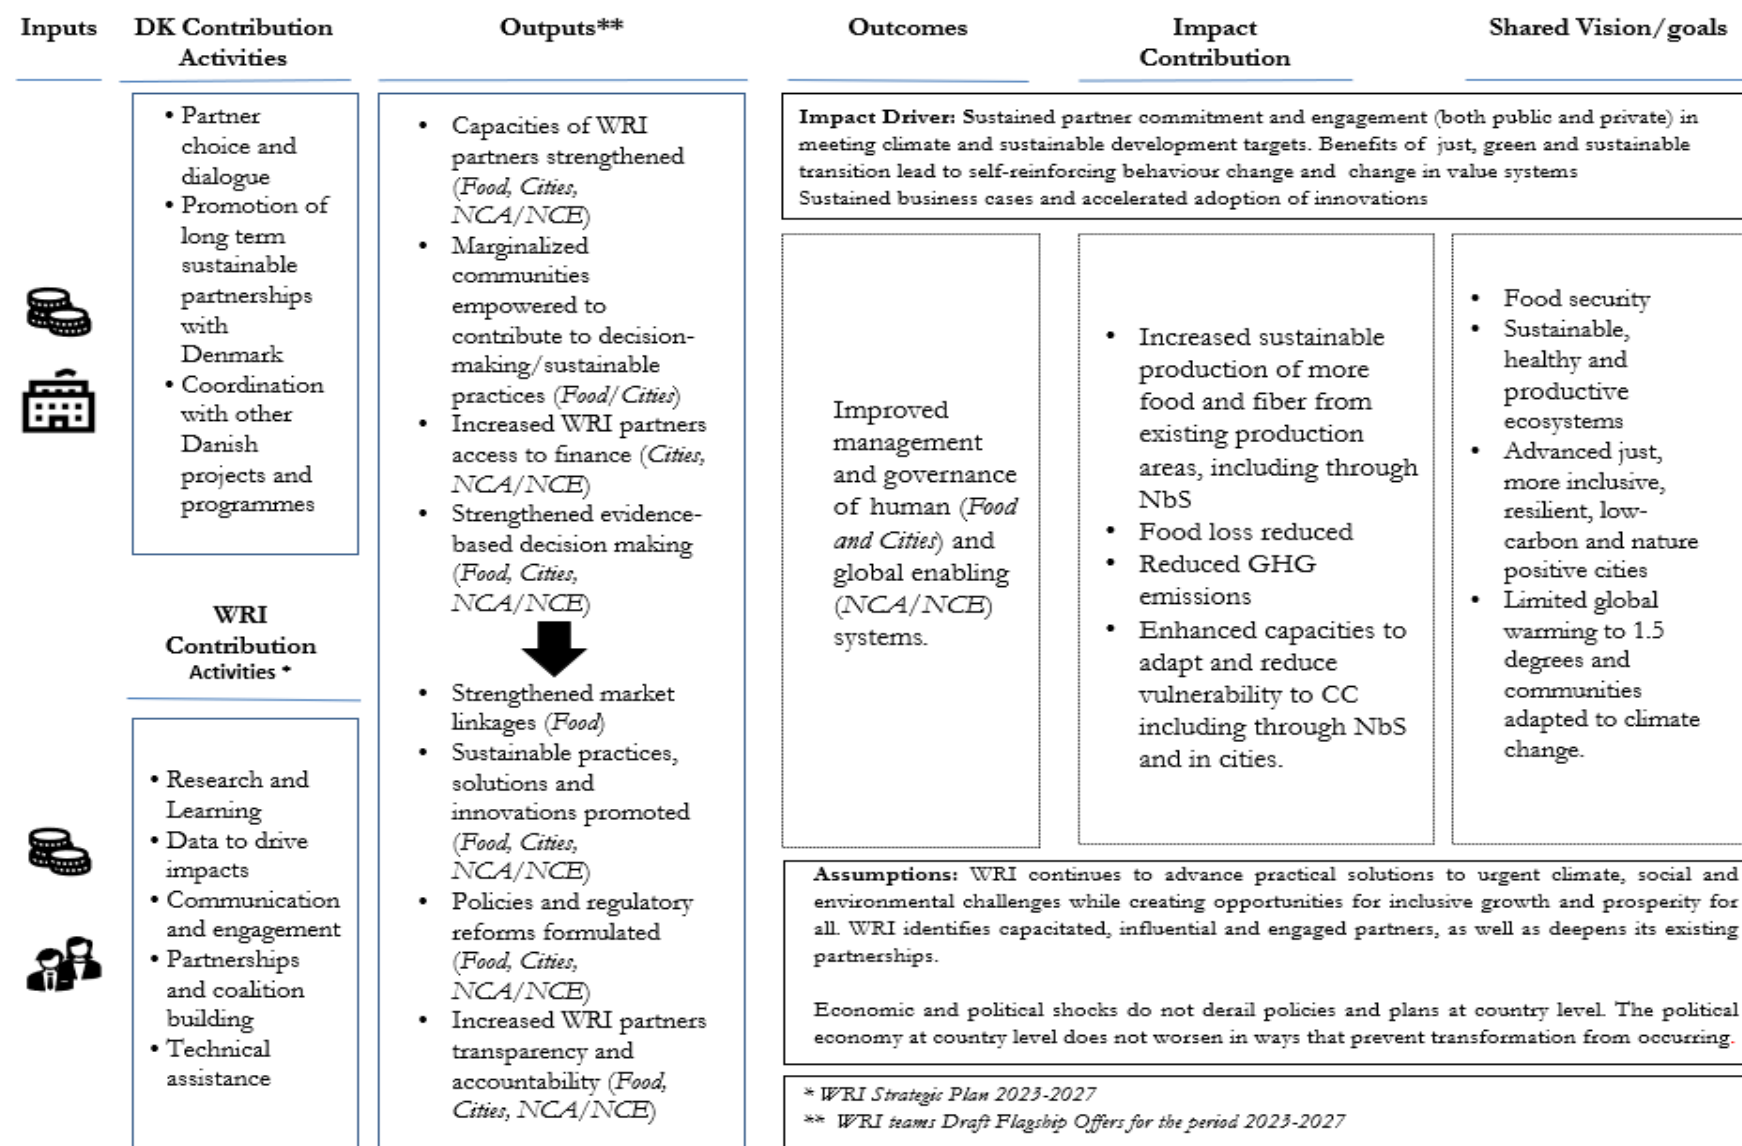 Inputs
DK Contribution
Activities
Outputs**
Outcomes
Impact
Contribution
Shared Vision/goals
• Partner
choice and
dialogue
• Promotion of
long term
sustainable
partnerships
with
Denmark
• Coordination
with other
Danish
projects and
programmes
WRI
Contribution
Activities *
• Research and
Learning
• Data to drive
impacts
• Communication
and engagement
• Partnerships
and coalition
building
• Technical
assistance
• Capacities of WRI
partners strengthened
(Food, Cities,
NCA/NCE)
• Marginalized
communities
empowered to
contribute to decision-
making/sustainable
practices (Food/Cities)
• Increased WRI partners
access to finance (Cities,
NCA/NCE)
• Strengthened evidence-
based decision making
(Food, Cities,
NCA/NCE)
• Strengthened market
linkages (Food)
• Sustainable practices,
solutions and
innovations promoted
(Food, Cities,
NCA/NCE)
• Policies and regulatory
reforms formulated
(Food, Cities,
NCA/NCE)
• Increased WRI partners
transparency and
accountability (Food,
Cities, NCA/NCE)
Impact Driver: Sustained partner commitment and engagement (both public and private) in
meeting climate and sustainable development targets. Benefits of just, green and sustainable
transition lead to self-reinforcing behaviour change and change in value systems
Sustained business cases and accelerated adoption of innovations
Improved
management
and governance
of human (Food
and Cities) and
global enabling
(NCA/NCE)
systems.
• Increased sustainable
production of more
food and fiber from
existing production
areas, including through
NbS
• Food loss reduced
• Reduced GHG
emissions
• Enhanced capacities to
adapt and reduce
vulnerability to CC
including through NbS
and in cities.
• Food security
• Sustainable,
healthy and
productive
ecosystems
• Advanced just,
more inclusive,
resilient, low-
carbon and nature
positive cities
• Limited global
warming to 1.5
degrees and
communities
adapted to climate
change.
Assumptions: WRI continues to advance practical solutions to urgent climate, social and
environmental challenges while creating opportunities for inclusive growth and prosperity for
all. WRI identifies capacitated, influential and engaged partners, as well as deepens its existing
partnerships.
Economic and political shocks do not derail policies and plans at country level. The political
economy at country level does not worsen in ways that prevent transformation from occurring.
* WRI Strategic Plan 2023-2027
** WRI teams Draft Flagship Offers for the period 2023-2027